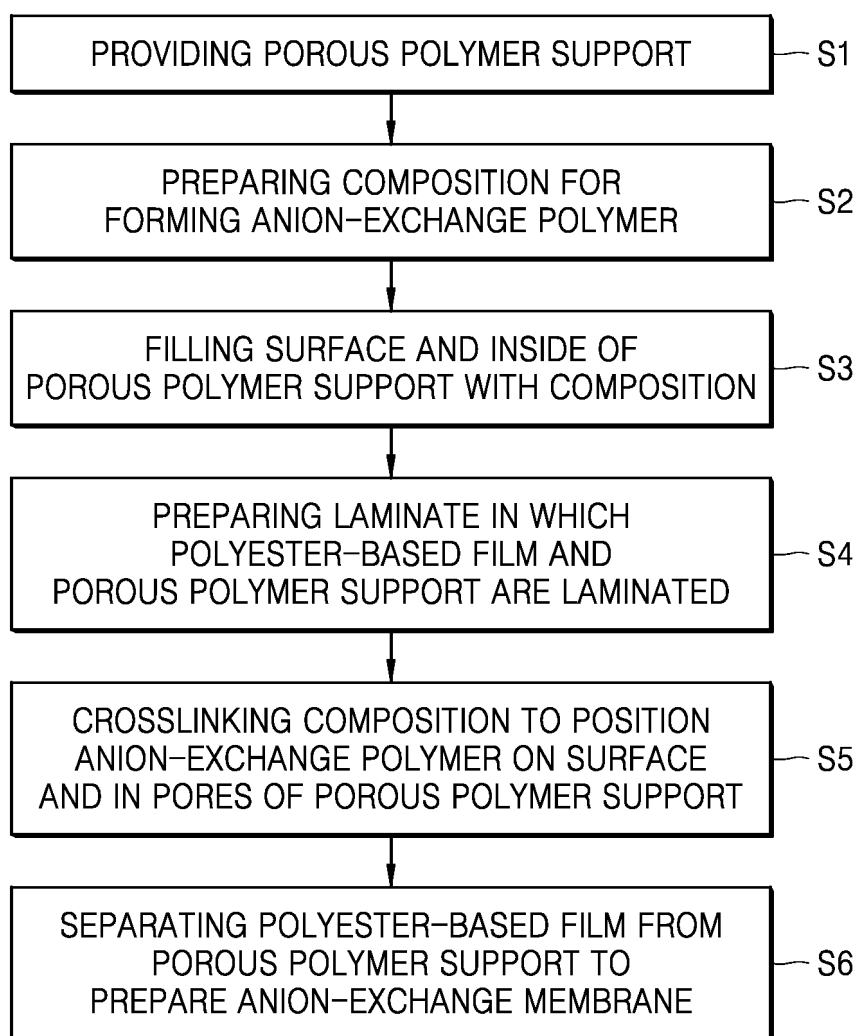 PROVIDING POROUS POLYMER SUPPORT
S1
PREPARING COMPOSITION FOR
FORMING ANION-EXCHANGE POLYMER
S2
FILLING SURFACE AND INSIDE OF
POROUS POLYMER SUPPORT WITH COMPOSITION
S3
PREPARING LAMINATE IN WHICH
POLYESTER-BASED FILM AND
POROUS POLYMER SUPPORT ARE LAMINATED
S4
CROSSLINKING COMPOSITION TO POSITION
ANION-EXCHANGE POLYMER ON SURFACE
AND IN PORES OF POROUS POLYMER SUPPORT
S5
SEPARATING POLYESTER-BASED FILM FROM
POROUS POLYMER SUPPORT TO
PREPARE ANION-EXCHANGE MEMBRANE
S6